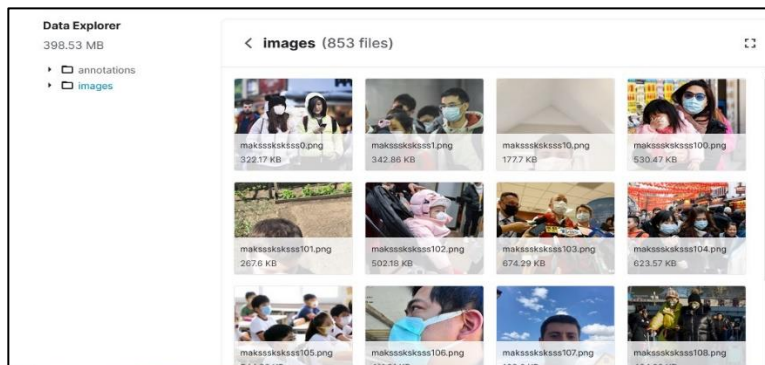 Data Explorer
398.53 MB
annotations
images
images (853 files)
maksssksksss0.png
322.17 KB
maksssksksss1.png
342.86 KB
maksssksksss10.png
177.7 KB
maksssksksss100.png
530.47 KB
maksssksksss101.png
267.6 KB
maksssksksss102.png
502.18 KB
maksssksksss103.png
674.29 KB
maksssksksss104.png
623.57 KB
maksssksksss105.png
maksssksksss106.png
maksssksksss107.png
maksssksksss108.png